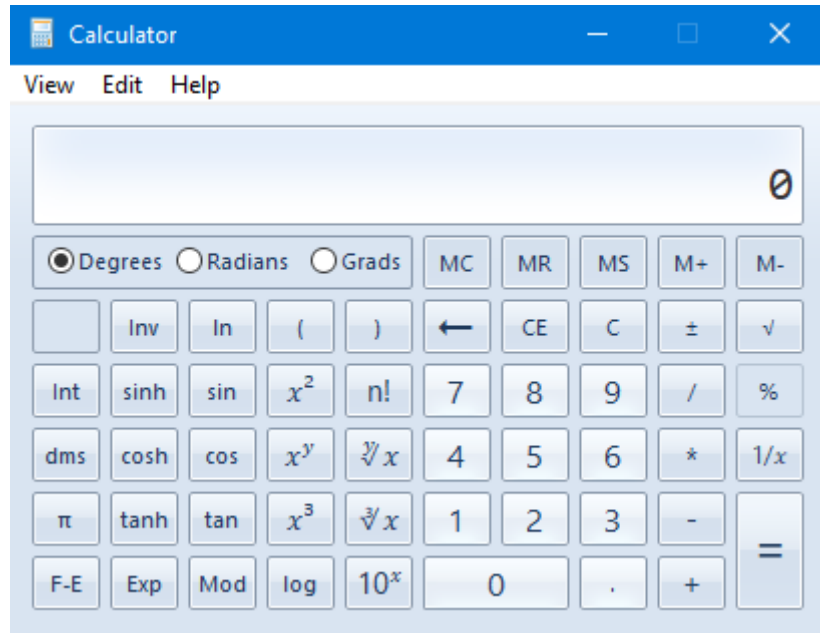 Calculator
View Edit Help
0
Degrees Radians Grads MC MR MS M+ M-
Inv In ( ) ← CE C ± √
Int sinh sin x² n! 7 8 9 / %
dms cosh cos xʸ ʸ√x 4 5 6 * 1/x
π tanh tan x³ ³√x 1 2 3 - =
F-E Exp Mod log 10ˣ 0 . +